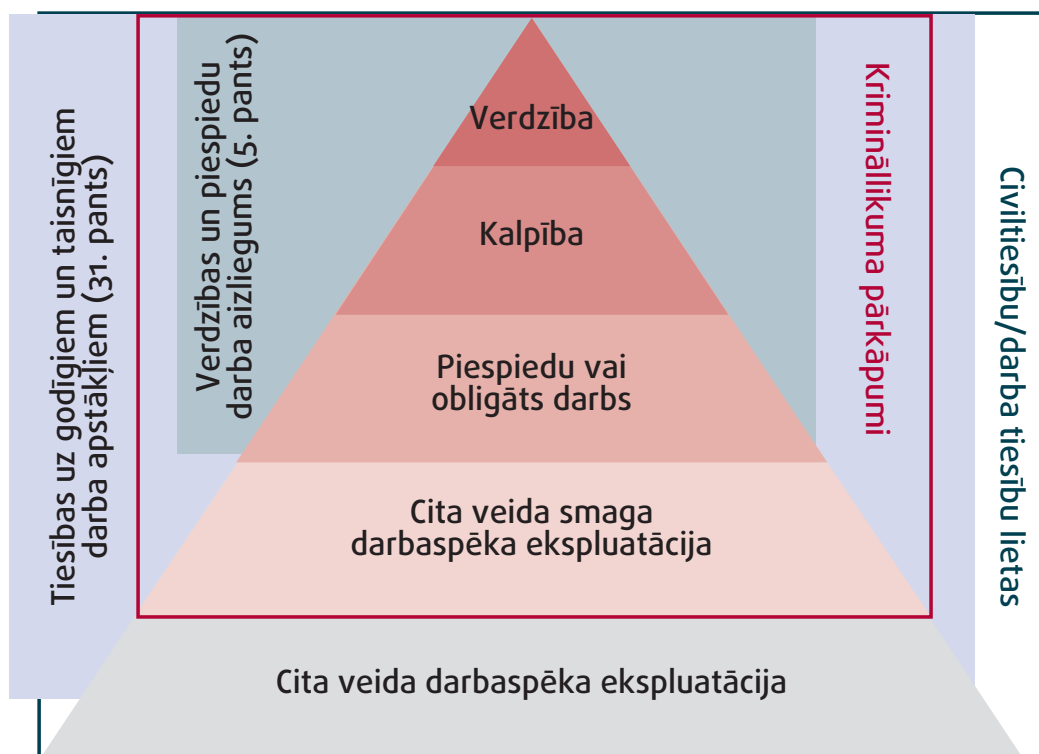 Tiesības uz godīgiem un taisnīgiem
darba apstākļiem (31. pants)
Verdzības un piespiedu
darba aizliegums (5. pants)
Verdzība
Kalpība
Piespiedu vai
obligāts darbs
Cita veida smaga
darbaspēka ekspluatācija
Cita veida darbaspēka ekspluatācija
Krimināllikuma pārkāpumi
Civiltiesību/darba tiesību lietas